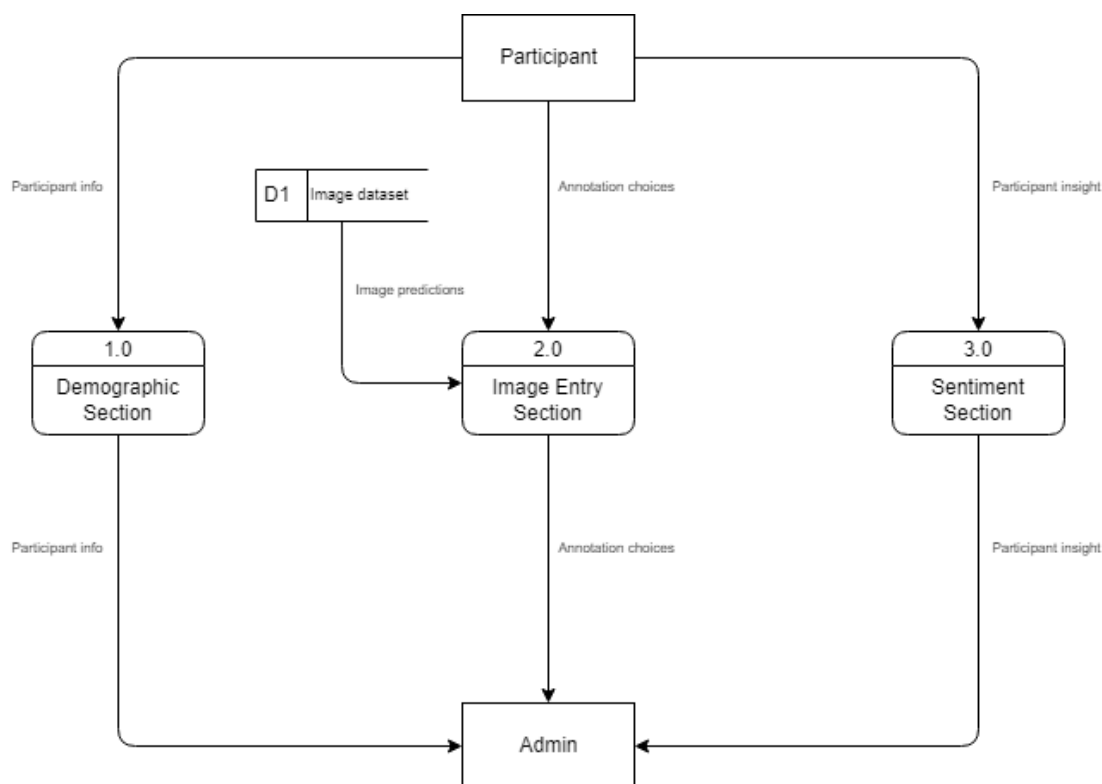 Participant
Participant info
D1
Image dataset
Annotation choices
Participant insight
Image predictions
1.0
Demographic
Section
2.0
Image Entry
Section
3.0
Sentiment
Section
Participant info
Annotation choices
Participant insight
Admin